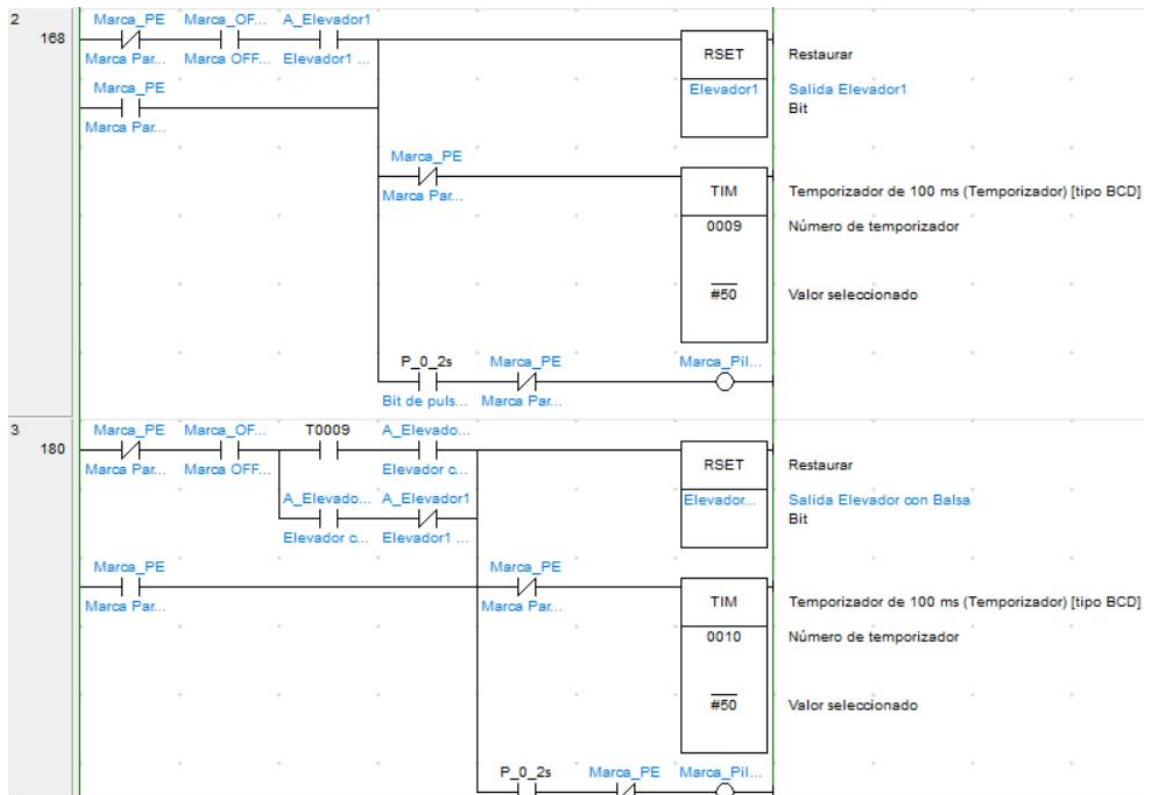 2
168
Marca_PE Marca_OF... A_Elevador1
Marca Par... Marca OFF... Elevador1 ...
RSET Restaurar
Marca_PE
Marca Par...
Elevador1 Salida Elevador1
Bit
Marca_PE
Marca Par...
TIM Temporizador de 100 ms (Temporizador) [tipo BCD]
0009 Número de temporizador
#50 Valor seleccionado
P_0_2s Marca_PE Marca_Pil...
Bit de puls... Marca Par...
3
180
Marca_PE Marca_OF... T0009 A_Elevado...
Marca Par... Marca OFF... Elevador c...
RSET Restaurar
A_Elevado... A_Elevador1
Elevador c... Elevador1 ...
Elevador... Salida Elevador con Balsa
Bit
Marca_PE Marca_PE
Marca Par... Marca Par...
TIM Temporizador de 100 ms (Temporizador) [tipo BCD]
0010 Número de temporizador
#50 Valor seleccionado
P_0_2s Marca_PE Marca_Pil...